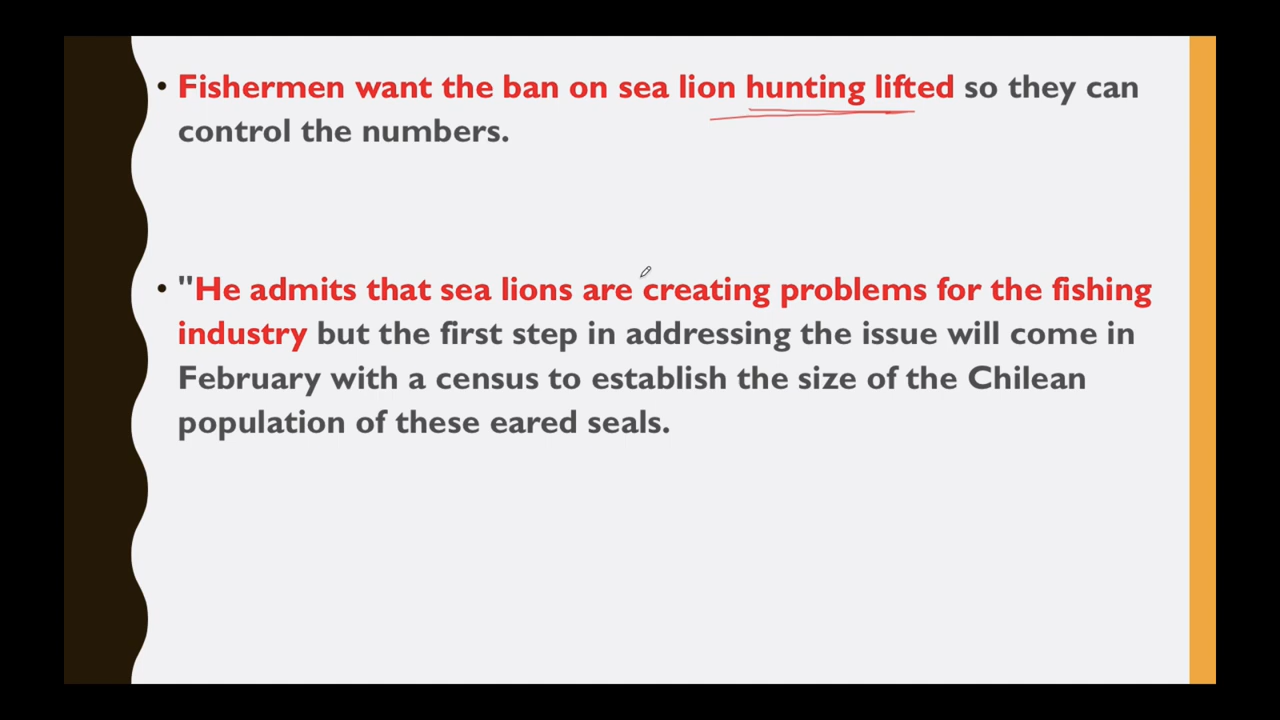 • Fishermen want the ban on sea lion hunting lifted so they can
control the numbers.
• "He admits that sea lions are creating problems for the fishing
industry but the first step in addressing the issue will come in
February with a census to establish the size of the Chilean
population of these eared seals.